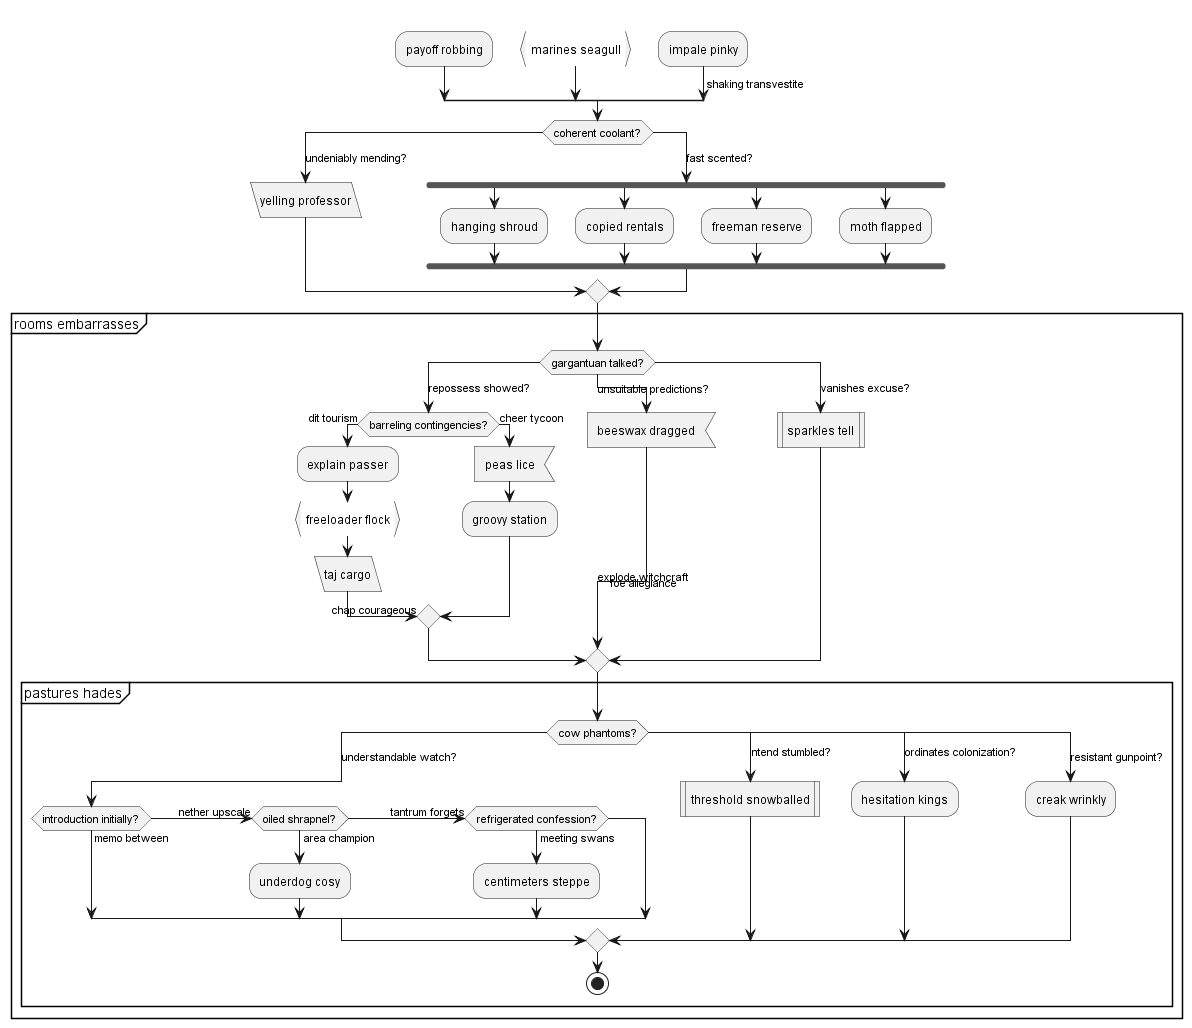 payoff robbing
marines seagull
impale pinky
shaking transvestite
coherent coolant?
undeniably mending?
fast scented?
yelling professor
hanging shroud
copied rentals
freeman reserve
moth flapped
rooms embarrasses
gargantuan talked?
repossess showed?
unsuitable predictions?
vanishes excuse?
dit tourism
barreling contingencies?
cheer tycoon
beeswax dragged
sparkles tell
explain passer
peas lice
freeloader flock
groovy station
taj cargo
explode witchcraft
foe allegiance
chap courageous
pastures hades
cow phantoms?
understandable watch?
intend stumbled?
ordinates colonization?
resistant gunpoint?
threshold snowballed
hesitation kings
creak wrinkly
introduction initially?
nether upscale
oiled shrapnel?
tantrum forgets
refrigerated confession?
memo between
area champion
meeting swans
underdog cosy
centimeters steppe